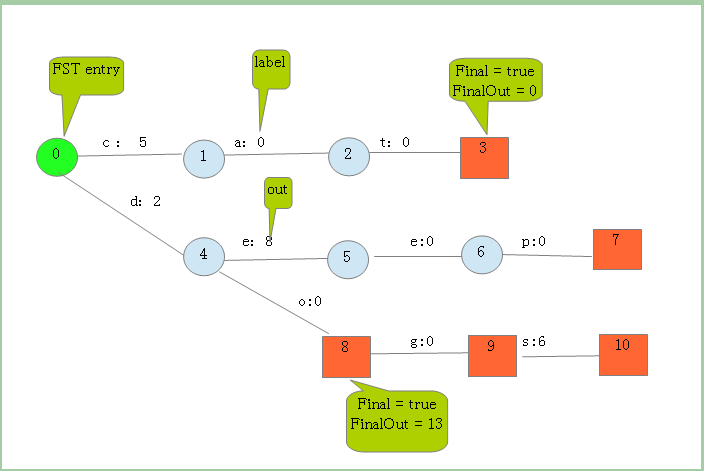 FST entry
label
Final = true
FinalOut = 0
0
c : 5
1
a: 0
2
t: 0
3
d: 2
out
4
e: 8
5
e:0
6
p:0
7
o:0
8
g:0
9
s:6
10
Final = true
FinalOut = 13